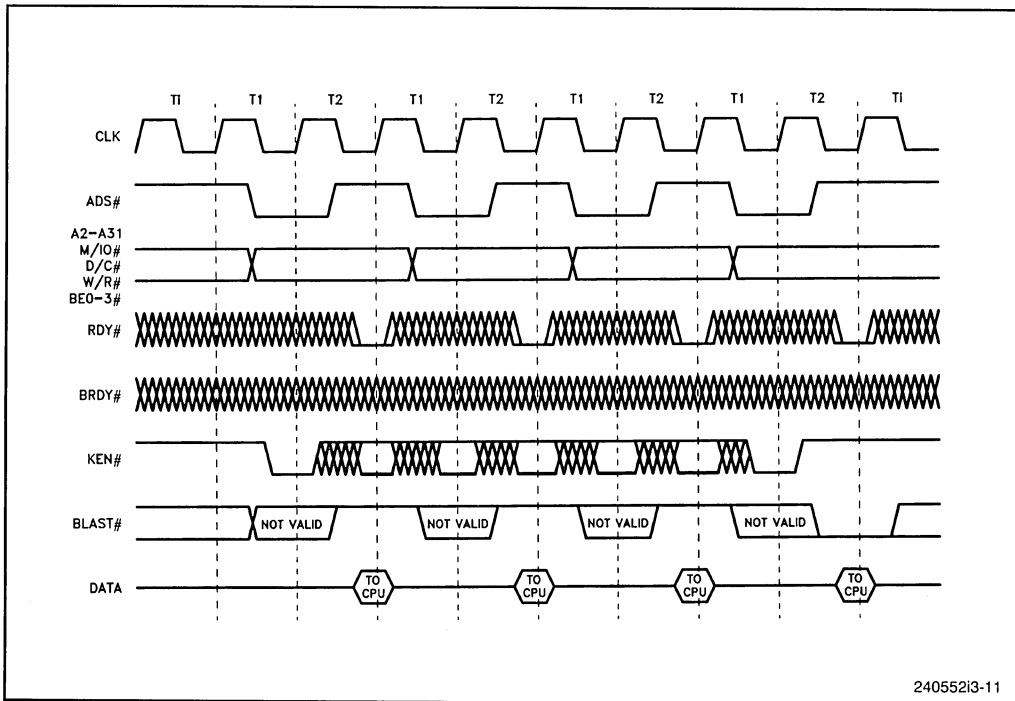 Ti T1 T2 T1 T2 T1 T2 T1 T2 Ti
CLK
ADS#
A2–A31
M/IO#
D/C#
W/R#
BE0–3#
RDY#
BRDY#
KEN#
BLAST# NOT VALID NOT VALID NOT VALID NOT VALID
DATA TO CPU TO CPU TO CPU TO CPU
240552i3-11